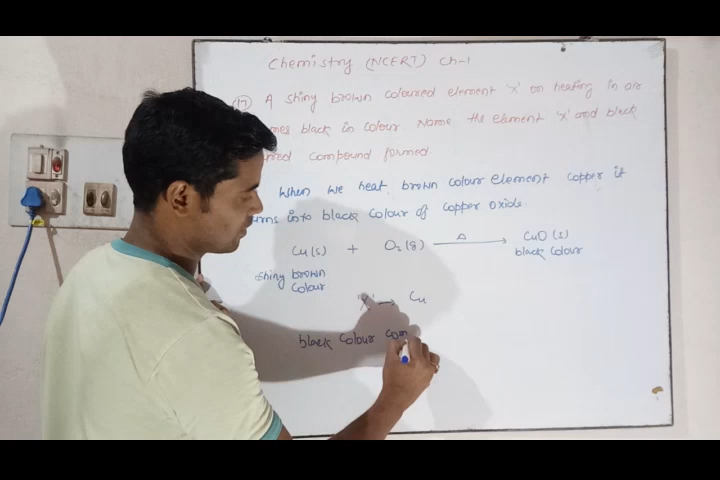 Chemistry (NCERT) Ch-1
(17) A shiny brown coloured element 'x' on heating in air
mes black in colour Name the element 'x' and black
compound formed.
When we heat brown colour element copper it
into black colour of copper oxide.
Cu(s) + O₂(g) Δ→ CuO(s)
shiny brown black colour
colour
'x' → Cu
black colour com